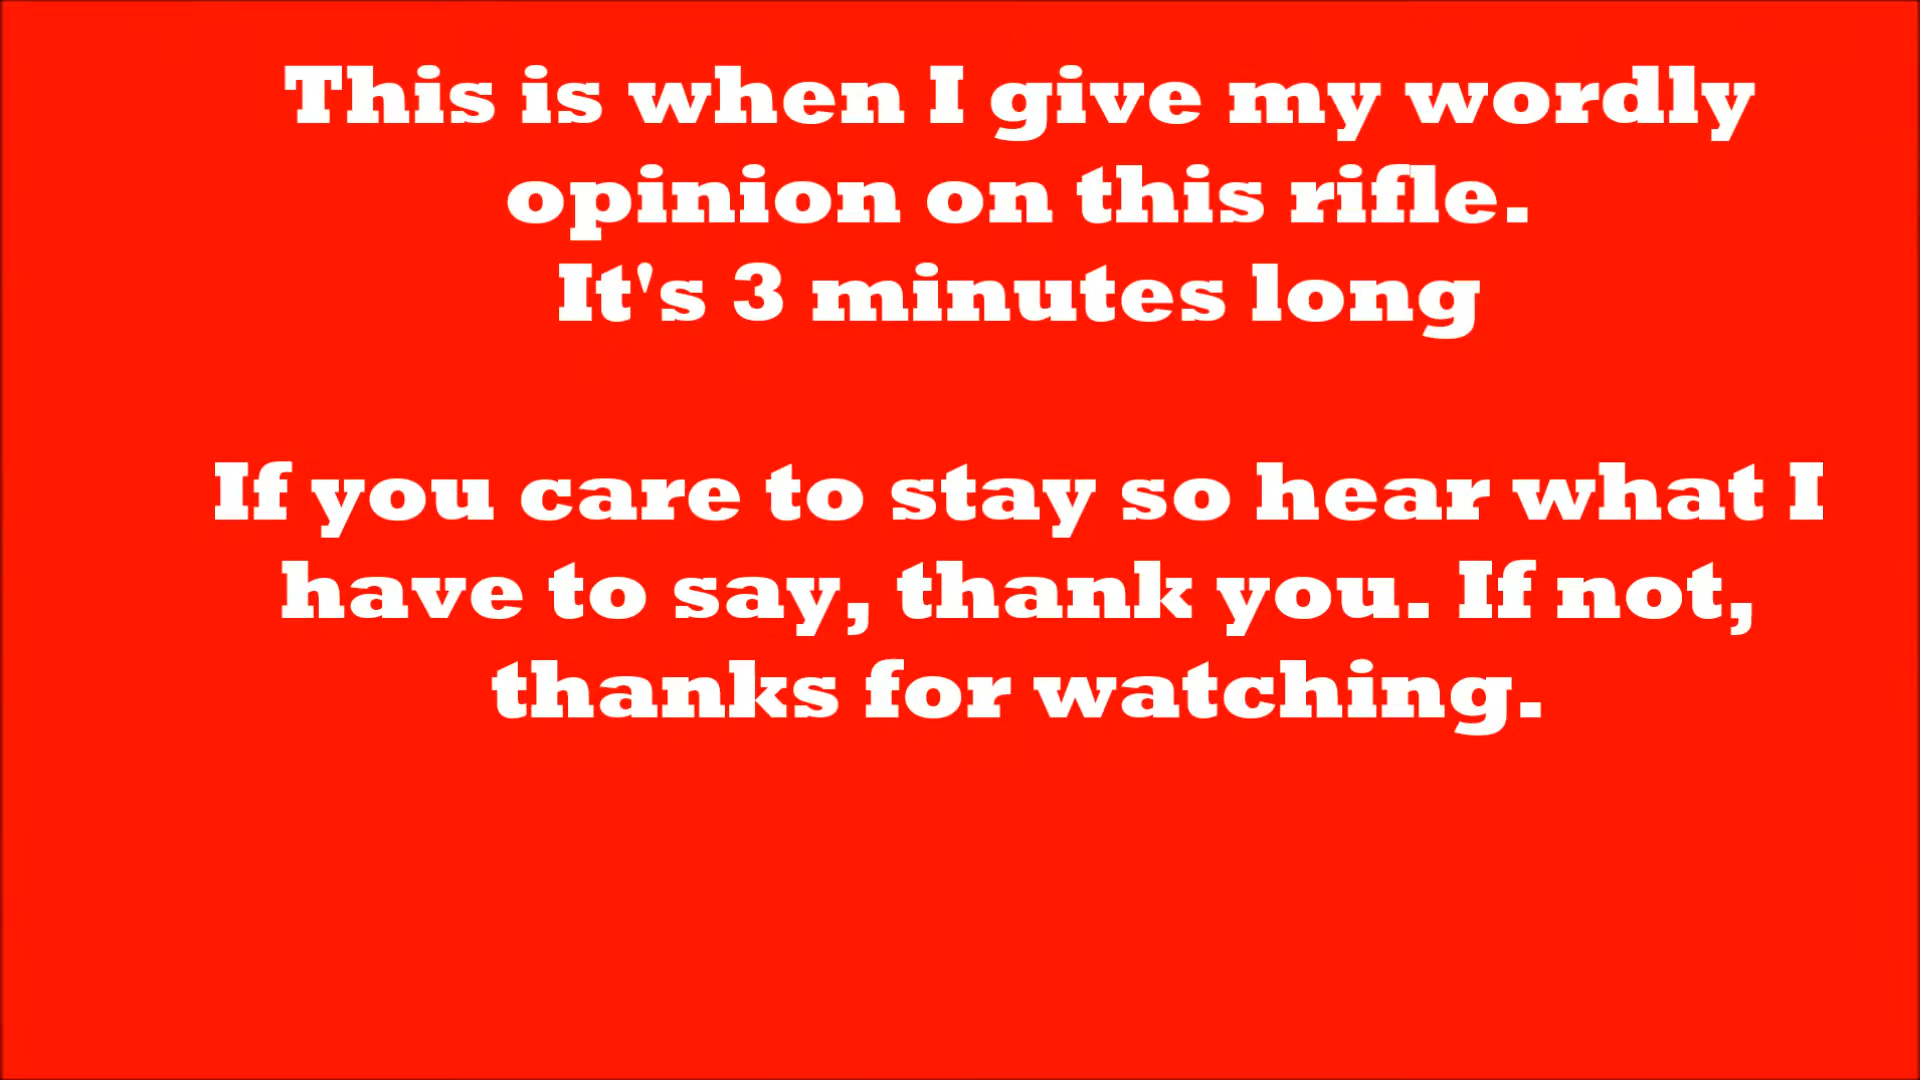 This is when I give my wordly
opinion on this rifle.
It's 3 minutes long
If you care to stay so hear what I
have to say, thank you. If not,
thanks for watching.